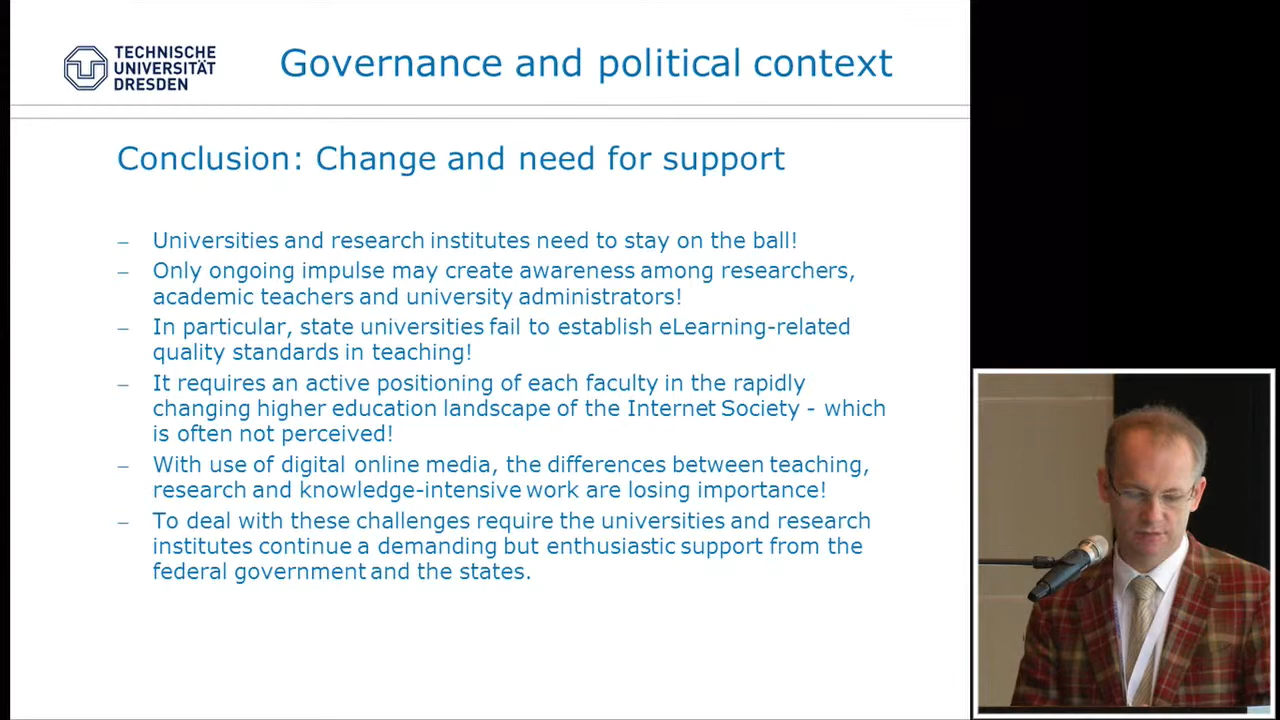 TECHNISCHE
UNIVERSITÄT
DRESDEN
Governance and political context
Conclusion: Change and need for support
– Universities and research institutes need to stay on the ball!
– Only ongoing impulse may create awareness among researchers,
academic teachers and university administrators!
– In particular, state universities fail to establish eLearning-related
quality standards in teaching!
– It requires an active positioning of each faculty in the rapidly
changing higher education landscape of the Internet Society - which
is often not perceived!
– With use of digital online media, the differences between teaching,
research and knowledge-intensive work are losing importance!
– To deal with these challenges require the universities and research
institutes continue a demanding but enthusiastic support from the
federal government and the states.